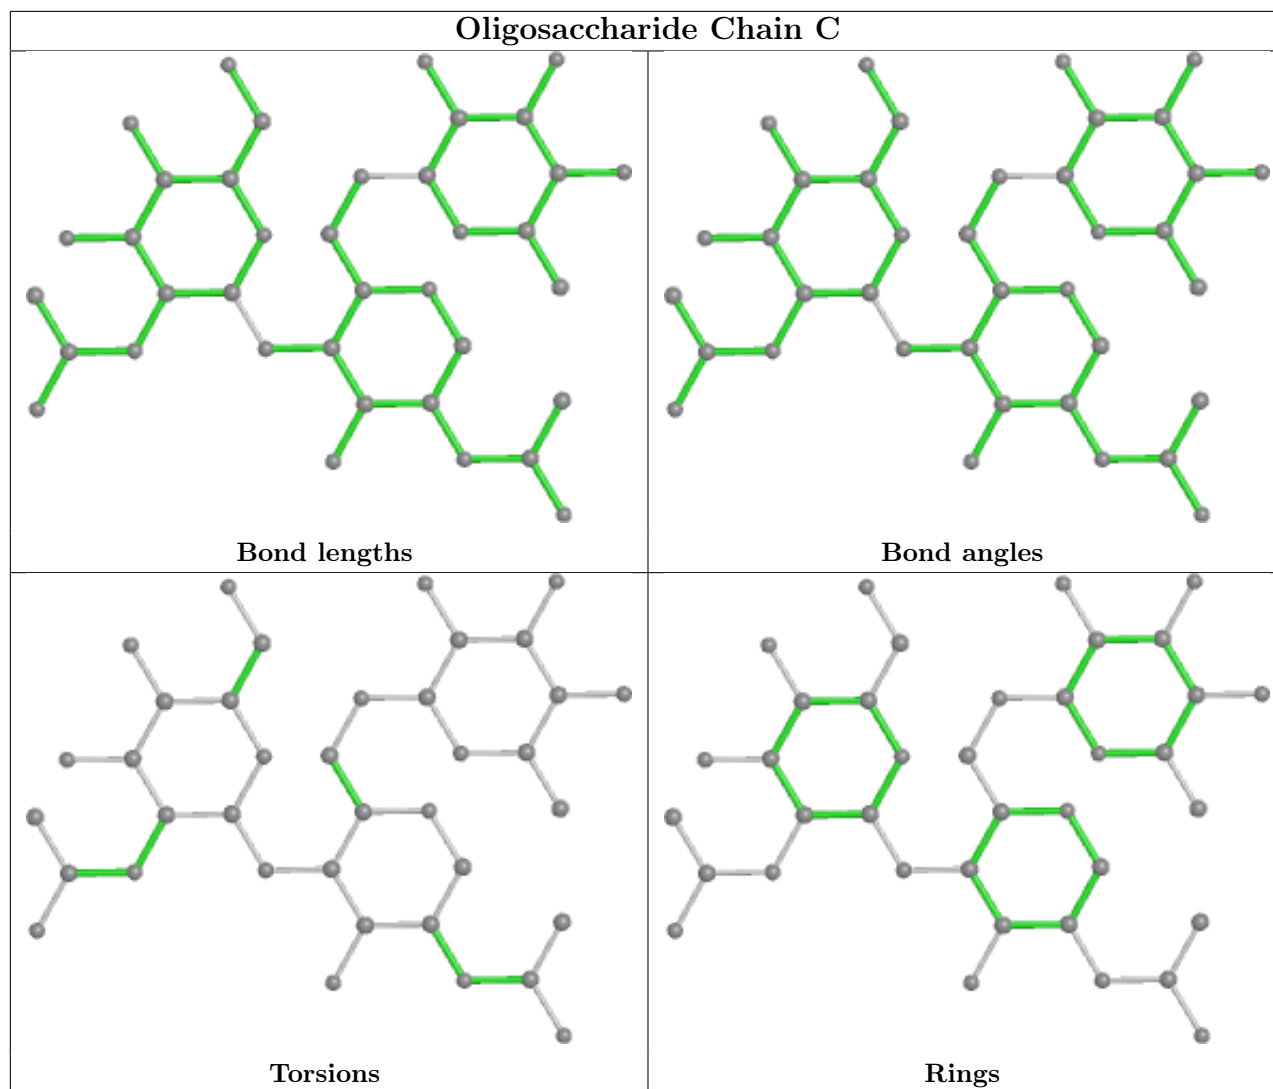 Oligosaccharide Chain C
Bond lengths
Bond angles
Torsions
Rings